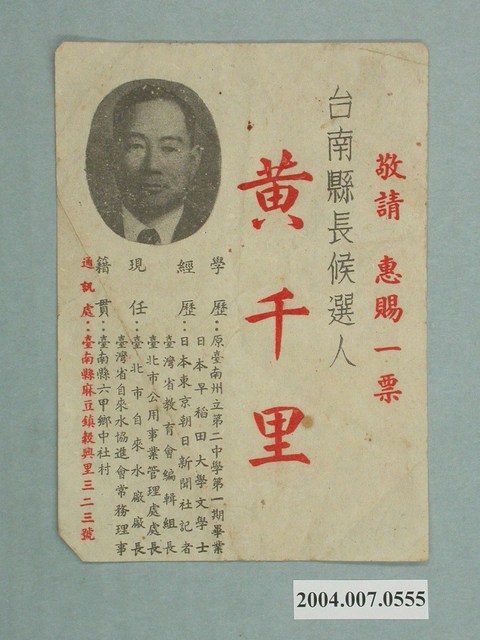 敬請 惠賜一票
台南縣長候選人
黃千里
學歷：原臺南州立第二中學第一期畢業
日本早稻田大學文學士
經歷：日本東京朝日新聞社記者
臺灣省教育會編輯組長
臺北市公用事業管理處處長
現任：臺北市自來水廠廠長
臺灣省自來水協進會常務理事
籍貫：臺南縣六甲鄉中社村
通訊處：臺南縣麻豆鎮穀興里三二三號
2004.007.0555